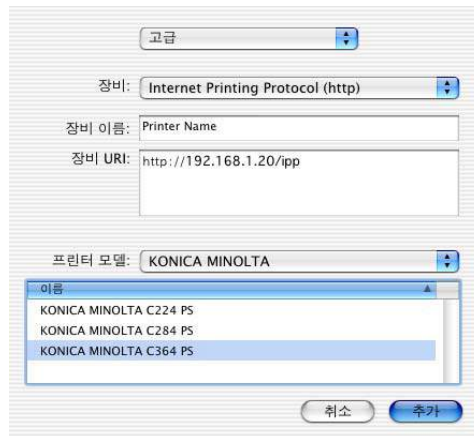 고급
장비: Internet Printing Protocol (http)
장비 이름: Printer Name
장비 URI: http://192.168.1.20/ipp
프린터 모델: KONICA MINOLTA
이름
KONICA MINOLTA C224 PS
KONICA MINOLTA C284 PS
KONICA MINOLTA C364 PS
취소 추가